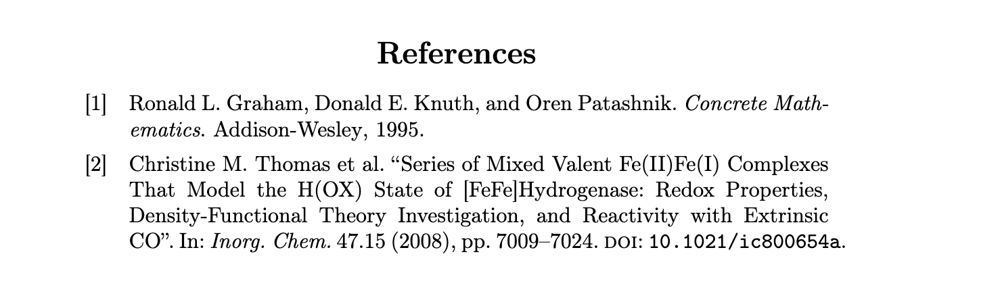 References
[1] Ronald L. Graham, Donald E. Knuth, and Oren Patashnik. Concrete Math-
ematics. Addison-Wesley, 1995.
[2] Christine M. Thomas et al. “Series of Mixed Valent Fe(II)Fe(I) Complexes
That Model the H(OX) State of [FeFe]Hydrogenase: Redox Properties,
Density-Functional Theory Investigation, and Reactivity with Extrinsic
CO”. In: Inorg. Chem. 47.15 (2008), pp. 7009–7024. DOI: 10.1021/ic800654a.